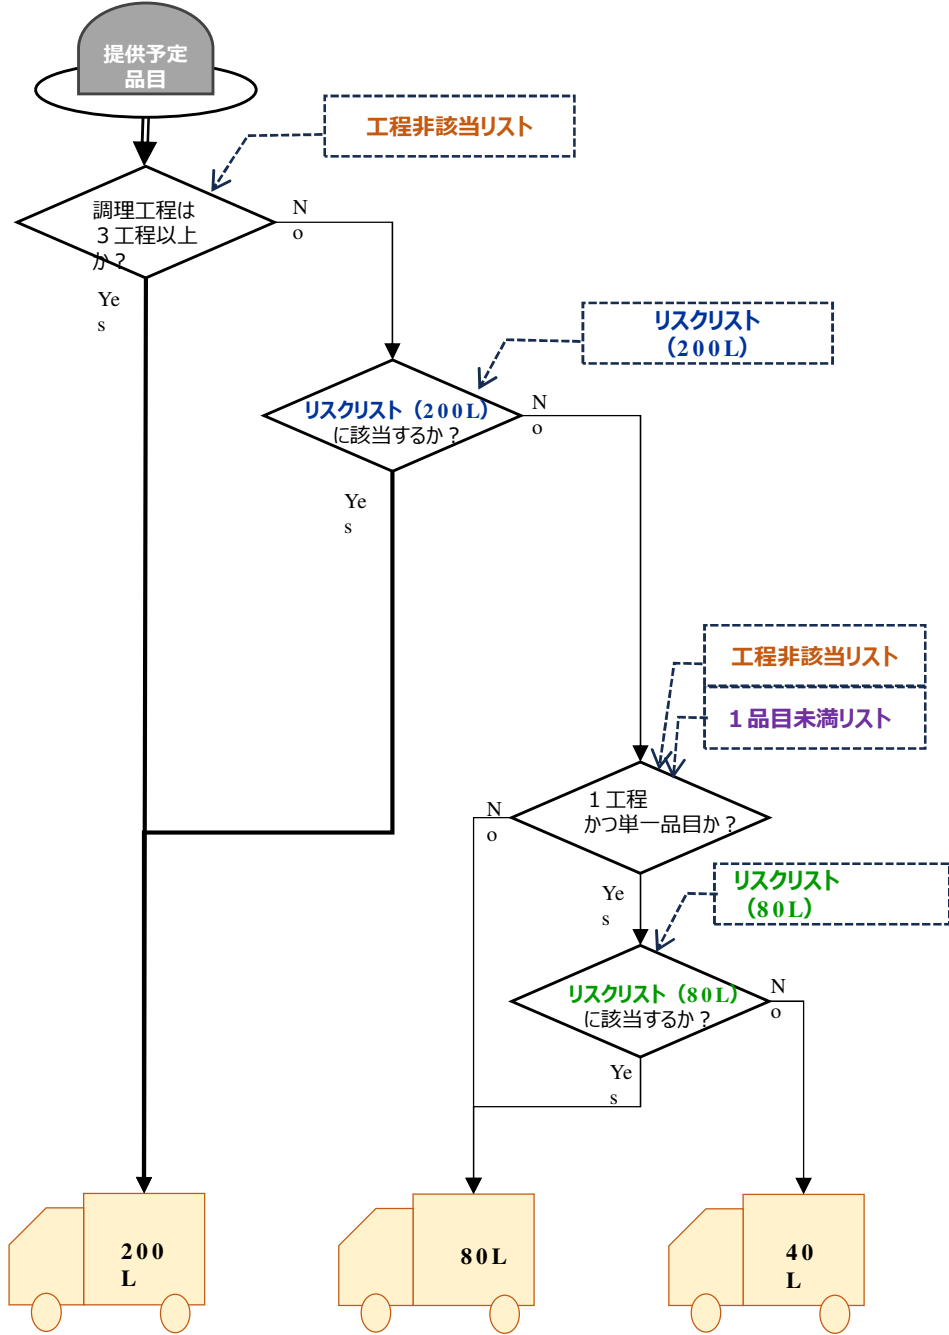 提供予定
品目
工程非該当リスト
調理工程は
３工程以上
か？
N
o
Ye
s
リスクリスト
（200L）
リスクリスト（200L）
に該当するか？
N
o
Ye
s
工程非該当リスト
１品目未満リスト
１工程
かつ単一品目か？
N
o
Ye
s
リスクリスト
（80L）
リスクリスト（80L）
に該当するか？
N
o
Ye
s
200
L
80L
40
L